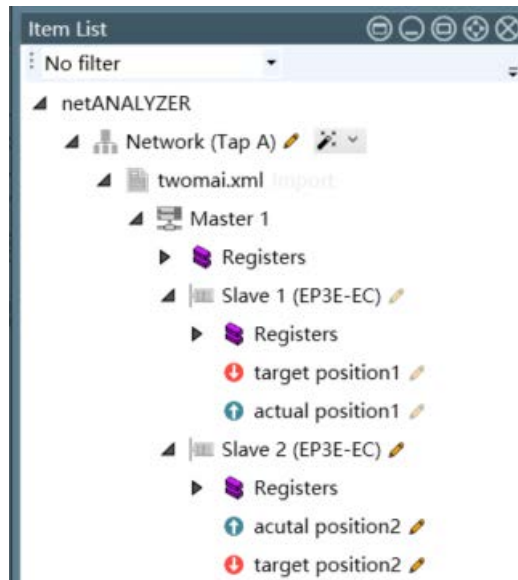 Item List
No filter
netANALYZER
Network (Tap A)
twomai.xml Import
Master 1
Registers
Slave 1 (EP3E-EC)
Registers
target position1
actual position1
Slave 2 (EP3E-EC)
Registers
acutal position2
target position2